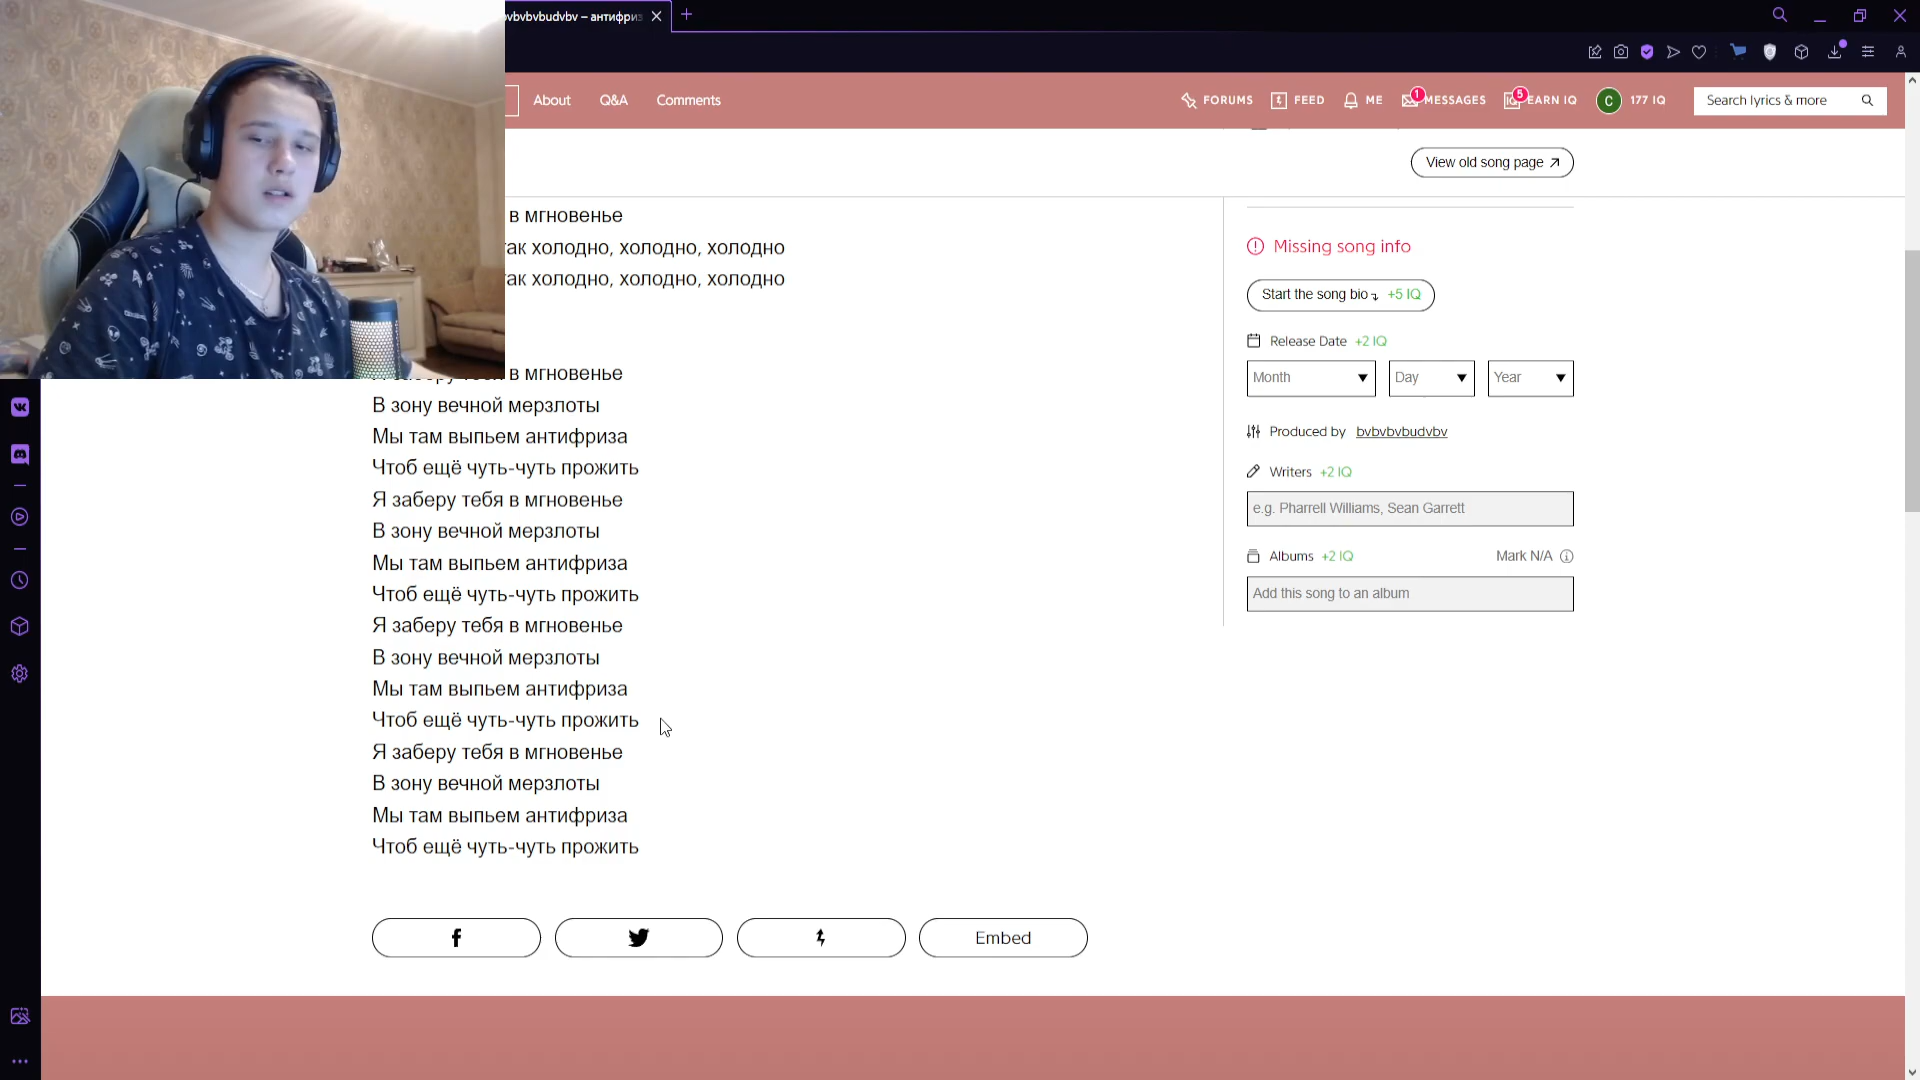 vbvbvbudvbv – антифриз
About Q&A Comments
FORUMS FEED ME 1 MESSAGES 5 EARN IQ C 177 IQ Search lyrics & more
View old song page
в мгновенье
так холодно, холодно, холодно
так холодно, холодно, холодно
Я заберу тебя в мгновенье
В зону вечной мерзлоты
Мы там выпьем антифриза
Чтоб ещё чуть-чуть прожить
Я заберу тебя в мгновенье
В зону вечной мерзлоты
Мы там выпьем антифриза
Чтоб ещё чуть-чуть прожить
Я заберу тебя в мгновенье
В зону вечной мерзлоты
Мы там выпьем антифриза
Чтоб ещё чуть-чуть прожить
Я заберу тебя в мгновенье
В зону вечной мерзлоты
Мы там выпьем антифриза
Чтоб ещё чуть-чуть прожить
Embed
Missing song info
Start the song bio +5 IQ
Release Date +2 IQ
Month Day Year
Produced by bvbvbvbudvbv
Writers +2 IQ
e.g. Pharrell Williams, Sean Garrett
Albums +2 IQ Mark N/A
Add this song to an album